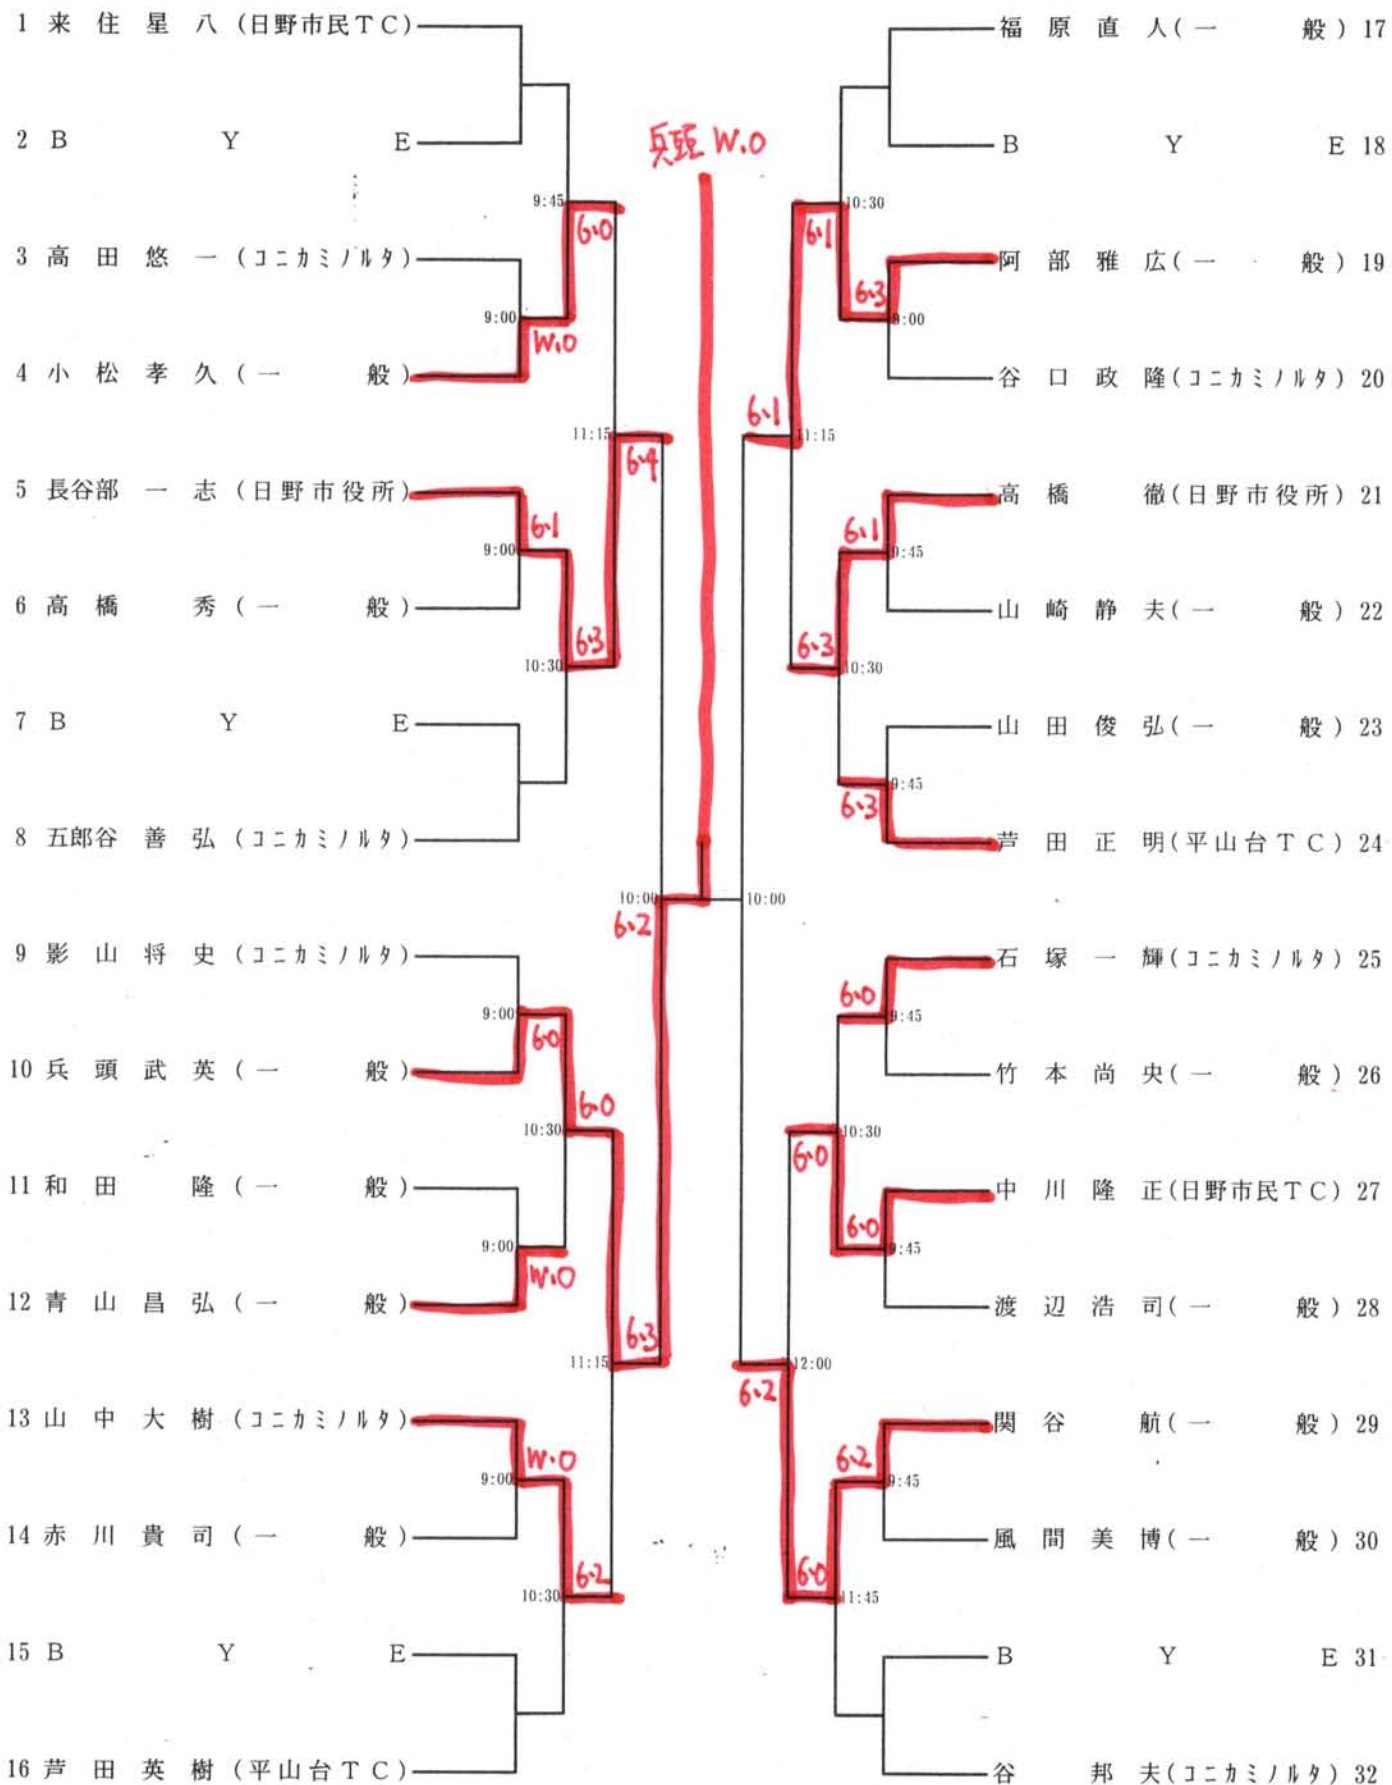 1 来住星八 (日野市民TC)
2 BYE
3 高田悠一 (コニカミノルタ)
4 小松孝久 (一般)
5 長谷部一志 (日野市役所)
6 高橋秀 (一般)
7 BYE
8 五郎谷善弘 (コニカミノルタ)
9 影山将史 (コニカミノルタ)
10 兵頭武英 (一般)
11 和田隆 (一般)
12 青山昌弘 (一般)
13 山中大樹 (コニカミノルタ)
14 赤川貴司 (一般)
15 BYE
16 芦田英樹 (平山台TC)
9:45
6.0
9:00
W.O
11:15
6.4
9:00
6.1
10:30
6.3
10:00
6.2
9:00
6.0
10:30
6.0
9:00
W.O
11:15
6.3
9:00
W.O
10:30
6.2
兵頭 W.O
10:30
6.1
6.3
9:00
6.1
11:15
6.1
9:45
6.3
10:30
9:45
6.3
10:00
6.0
9:45
10:30
6.0
6.0
9:45
12:00
6.2
6.2
9:45
6.0
11:45
福原直人(一般) 17
BYE 18
阿部雅広(一般) 19
谷口政隆(コニカミノルタ) 20
高橋徹(日野市役所) 21
山崎静夫(一般) 22
山田俊弘(一般) 23
芦田正明(平山台TC) 24
石塚一輝(コニカミノルタ) 25
竹本尚央(一般) 26
中川隆正(日野市民TC) 27
渡辺浩司(一般) 28
関谷航(一般) 29
風間美博(一般) 30
BYE 31
谷邦夫(コニカミノルタ) 32